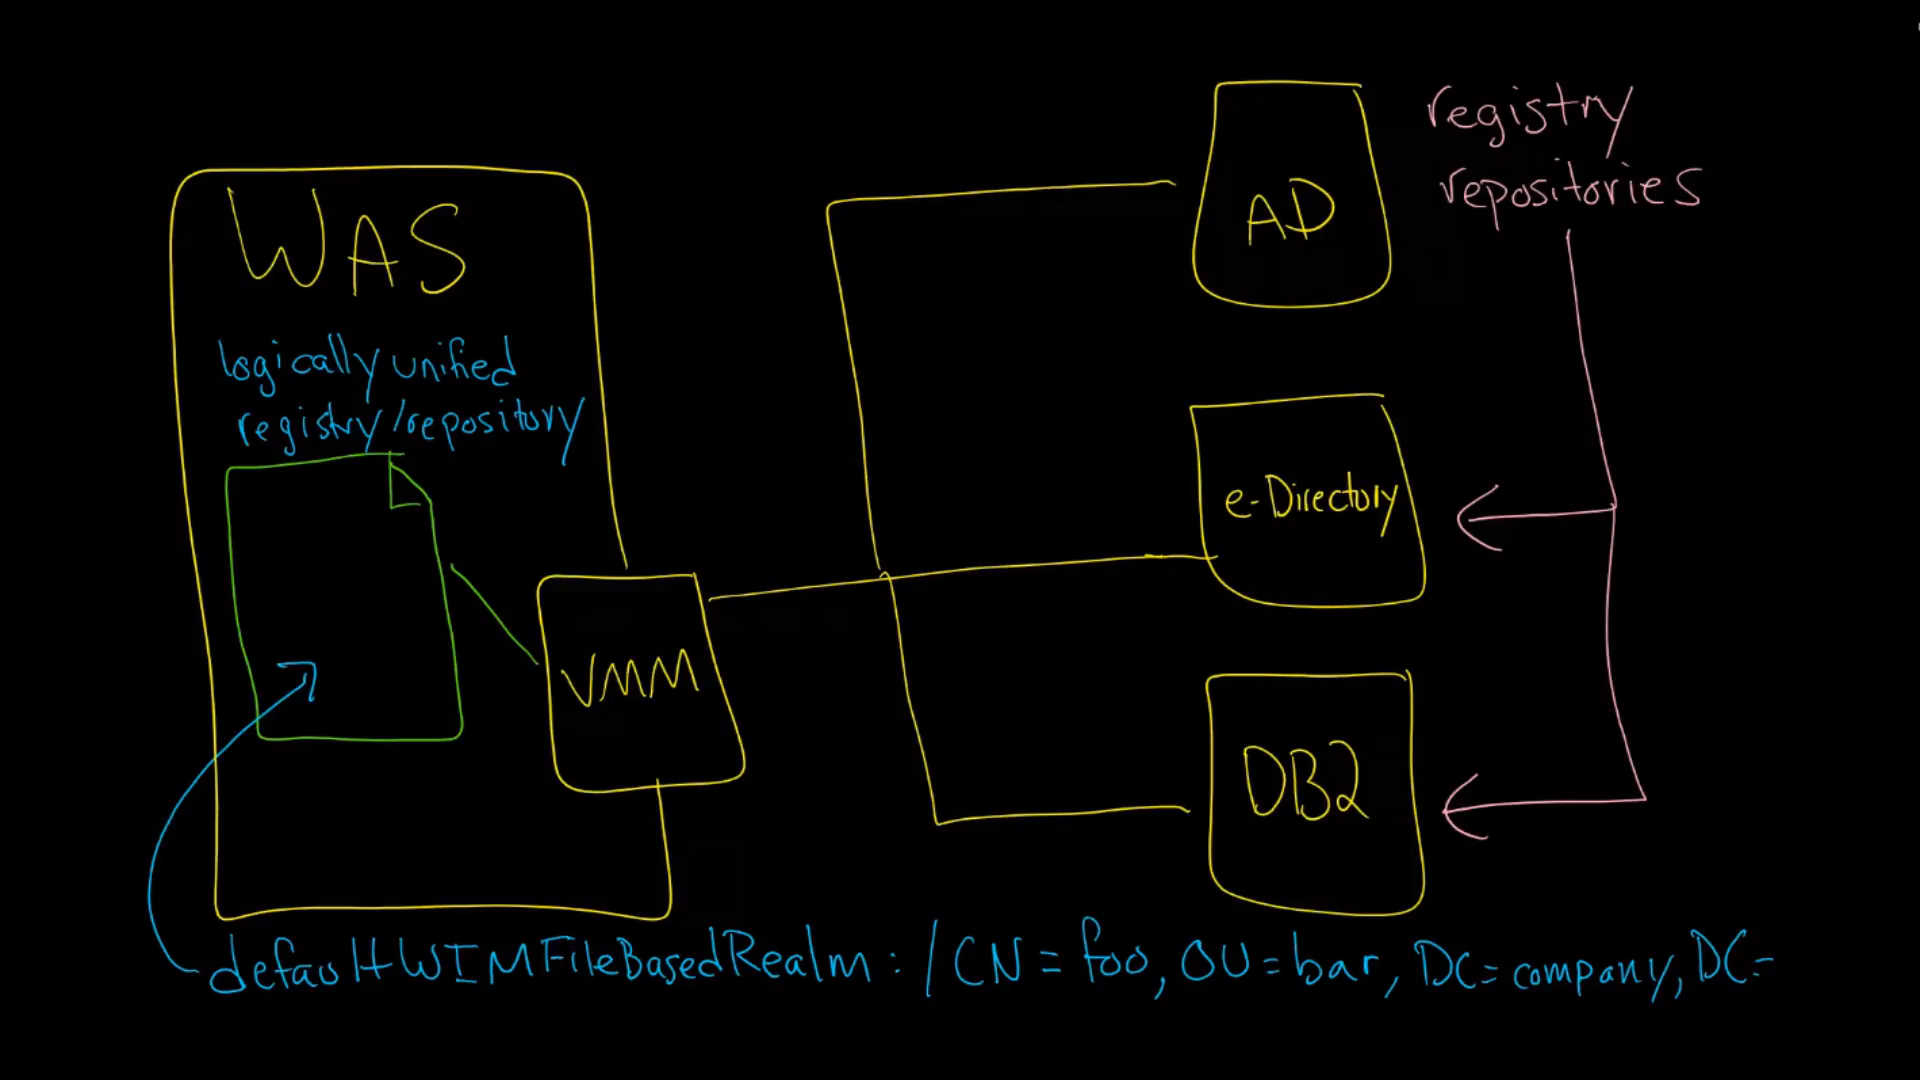 registry
repositories
AD
WAS
logically unified
registry/repository
e-Directory
VMM
DB2
defaultWIMFileBasedRealm:/CN=foo,OU=bar,DC=company,DC=